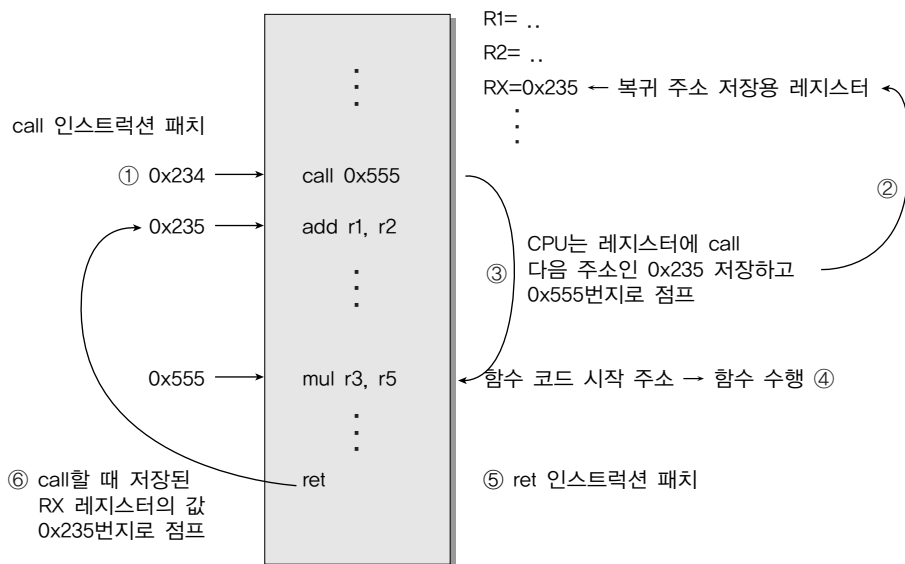 R1= ..
R2= ..
RX=0x235 ← 복귀 주소 저장용 레지스터
call 인스트럭션 패치
① 0x234
call 0x555
②
0x235
add r1, r2
③
CPU는 레지스터에 call
다음 주소인 0x235 저장하고
0x555번지로 점프
0x555
mul r3, r5
함수 코드 시작 주소 → 함수 수행 ④
⑥ call할 때 저장된
RX 레지스터의 값
0x235번지로 점프
ret
⑤ ret 인스트럭션 패치